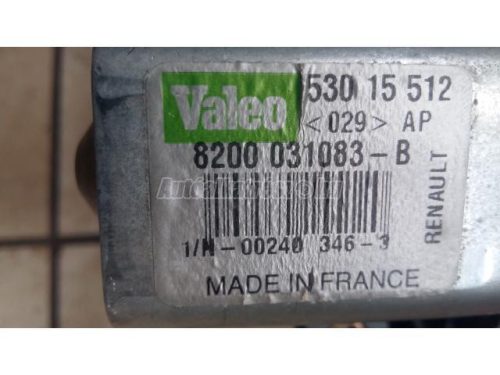 Valeo 530 15 512
<029> AP
8200 031083-B
1/H-00240 346-3
RENAULT
MADE IN FRANCE